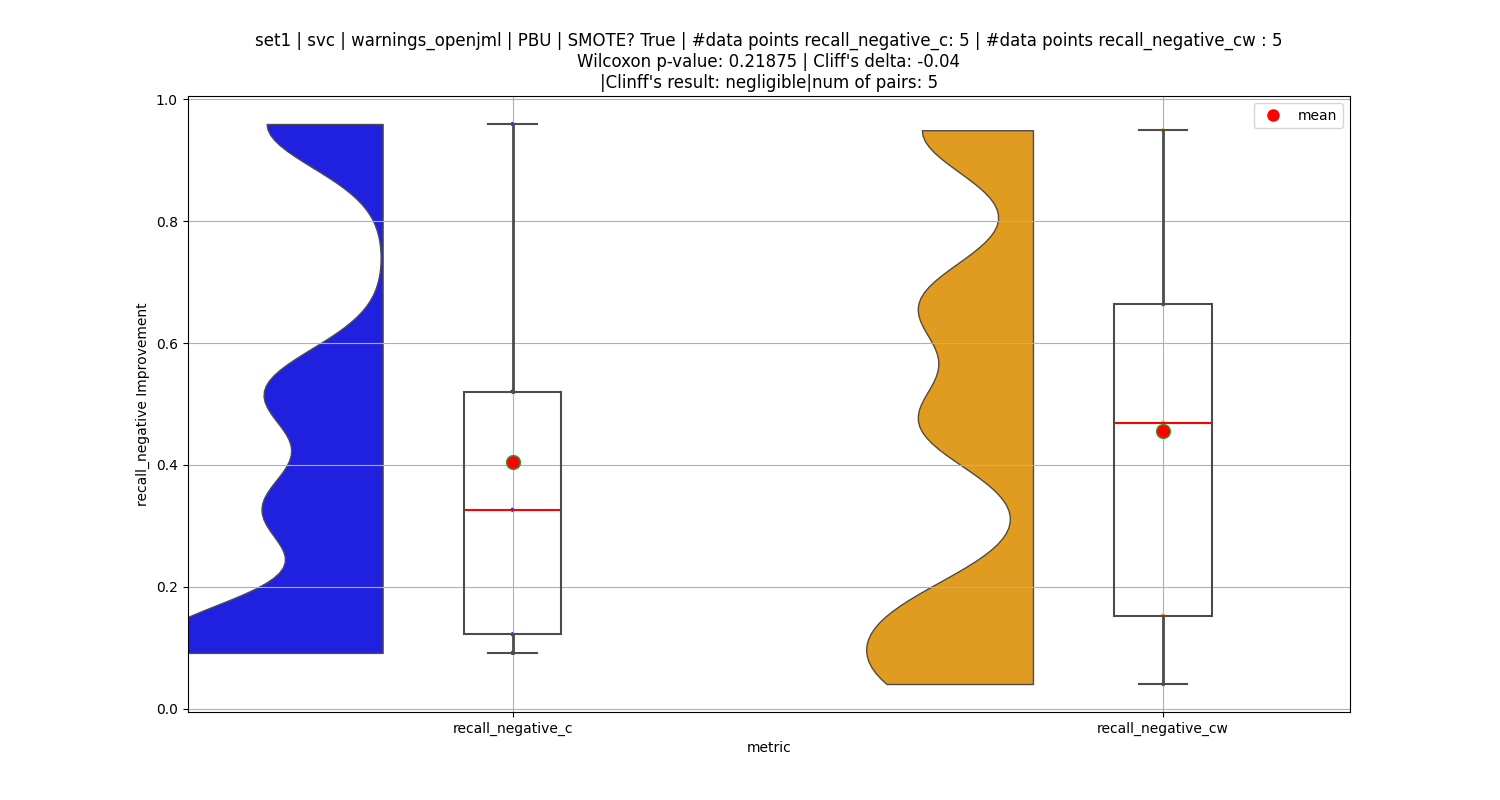 set1 | svc | warnings_openjml | PBU | SMOTE? True | #data points recall_negative_c: 5 | #data points recall_negative_cw : 5
Wilcoxon p-value: 0.21875 | Cliff's delta: -0.04
|Clinff's result: negligible|num of pairs: 5
mean
1.0
0.8
0.6
0.4
0.2
0.0
recall_negative Improvement
recall_negative_c
recall_negative_cw
metric